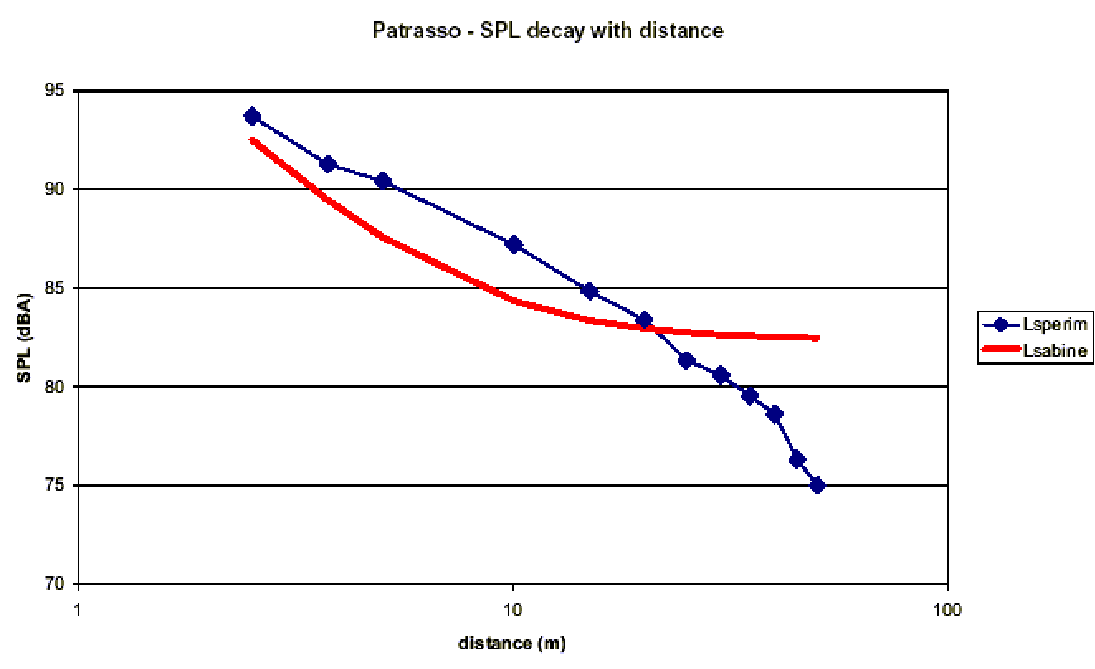 Patrasso - SPL decay with distance
95
90
85
80
75
70
SPL (dBA)
1
10
100
distance (m)
Lsperim
Lsabine